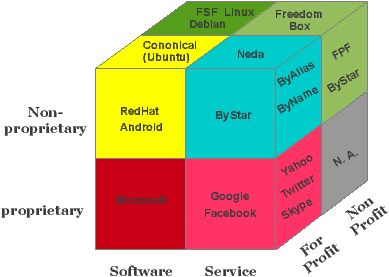 FSF Linux
Debian
Freedom
Box
Cononical
(Ubuntu)
Neda
Non-
proprietary
RedHat
Android
ByStar
ByAlias
ByName
FPF
ByStar
proprietary
Microsoft
Google
Facebook
Yahoo
Twitter
Skype
N. A.
Software
Service
For
Profit
Non
Profit